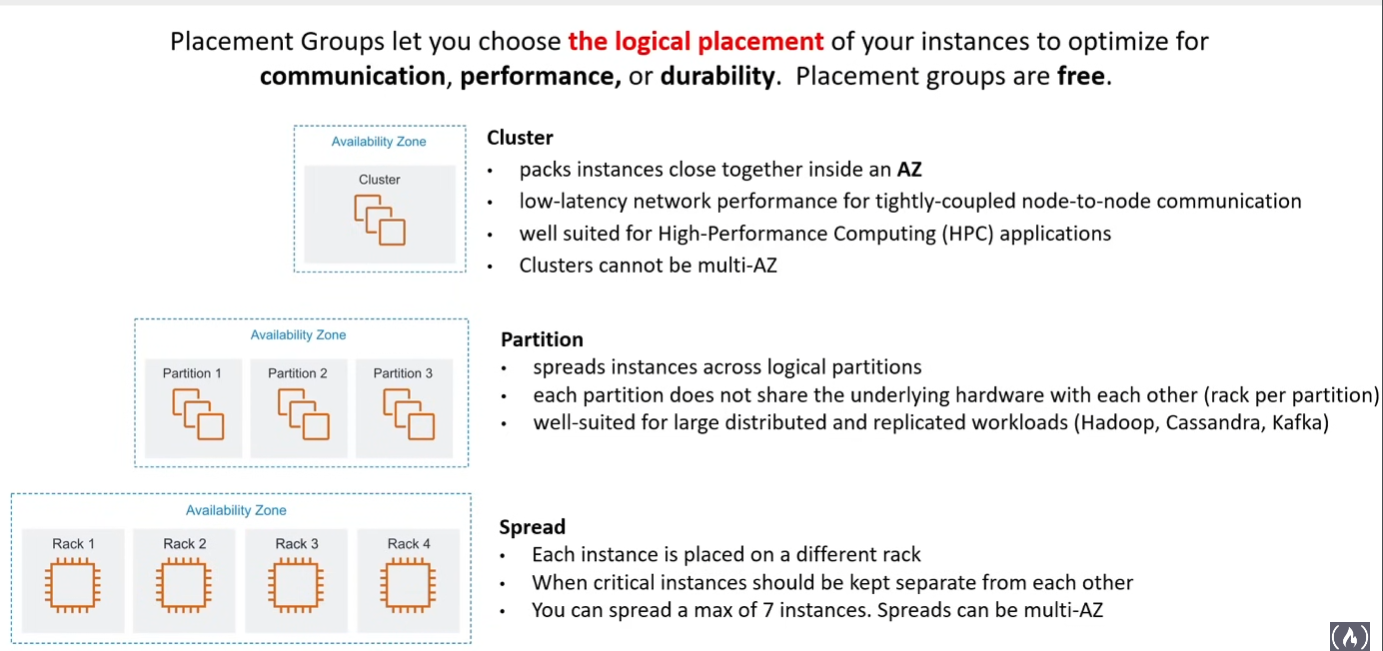 Placement Groups let you choose the logical placement of your instances to optimize for
communication, performance, or durability. Placement groups are free.
Availability Zone
Cluster
Cluster
• packs instances close together inside an AZ
• low-latency network performance for tightly-coupled node-to-node communication
• well suited for High-Performance Computing (HPC) applications
• Clusters cannot be multi-AZ
Availability Zone
Partition 1
Partition 2
Partition 3
Partition
• spreads instances across logical partitions
• each partition does not share the underlying hardware with each other (rack per partition)
• well-suited for large distributed and replicated workloads (Hadoop, Cassandra, Kafka)
Availability Zone
Rack 1
Rack 2
Rack 3
Rack 4
Spread
• Each instance is placed on a different rack
• When critical instances should be kept separate from each other
• You can spread a max of 7 instances. Spreads can be multi-AZ